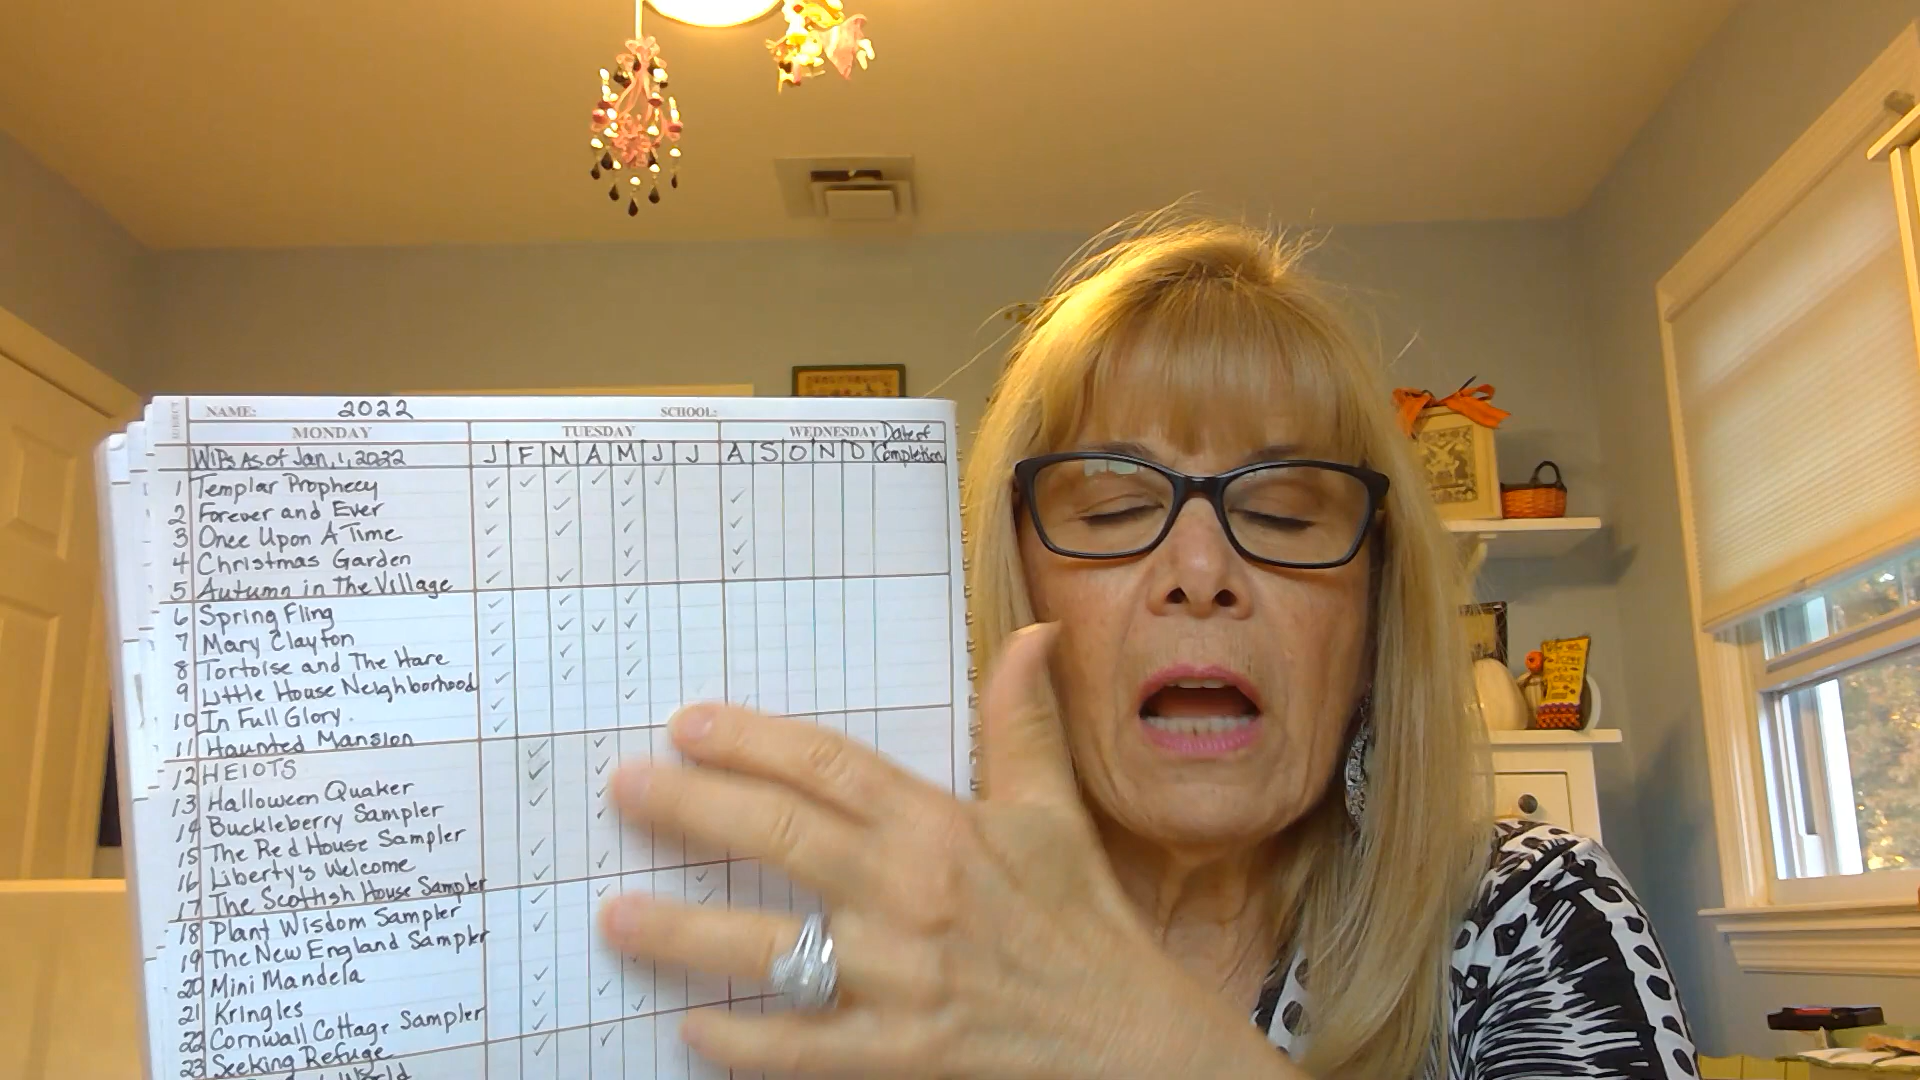 NAME: 2022 SCHOOL:
MONDAY TUESDAY WEDNESDAY Date of
WIPs As of Jan, 1, 2022 J F M A M J J A S O N D Completion
1 Templar Prophecy
2 Forever and Ever
3 Once Upon A Time
4 Christmas Garden
5 Autumn in The Village
6 Spring Fling
7 Mary Clayton
8 Tortoise and The Hare
9 Little House Neighborhood
10 In Full Glory.
11 Haunted Mansion
12 HEIOTS
13 Halloween Quaker
14 Buckleberry Sampler
15 The Red House Sampler
16 Liberty's Welcome
17 The Scottish House Sampler
18 Plant Wisdom Sampler
19 The New England Sampler
20 Mini Mandela
21 Kringles
22 Cornwall Cottage Sampler
23 Seeking Refuge
World